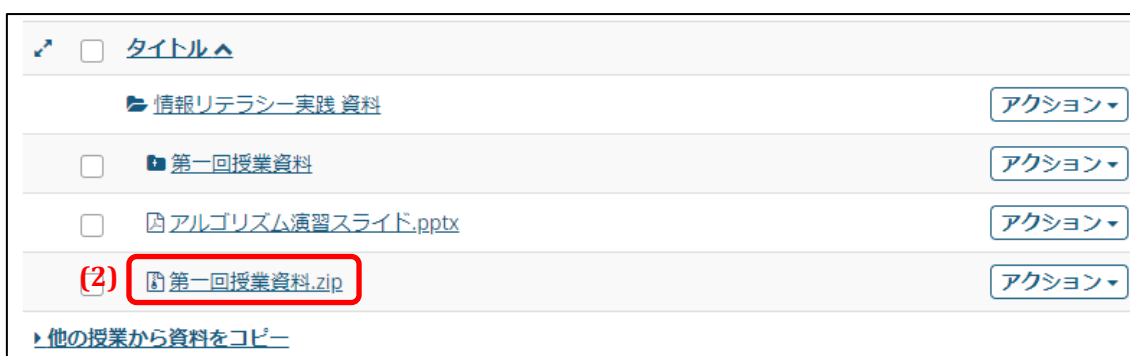 タイトル
情報リテラシー実践 資料 アクション
第一回授業資料 アクション
アルゴリズム演習スライド.pptx アクション
(2) 第一回授業資料.zip アクション
他の授業から資料をコピー